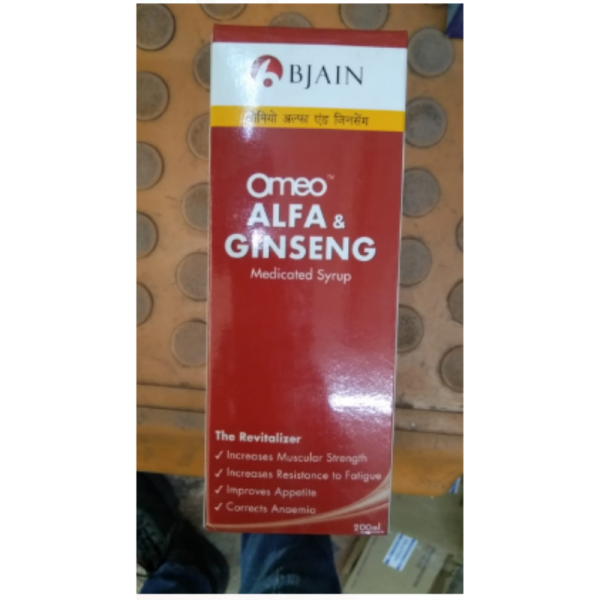 BJAIN
ओमियो अल्फा एंड जिनसेंग
Omeo™
ALFA &
GINSENG
Medicated Syrup
The Revitalizer
✓ Increases Muscular Strength
✓ Increases Resistance to Fatigue
✓ Improves Appetite
✓ Corrects Anaemia
200ml